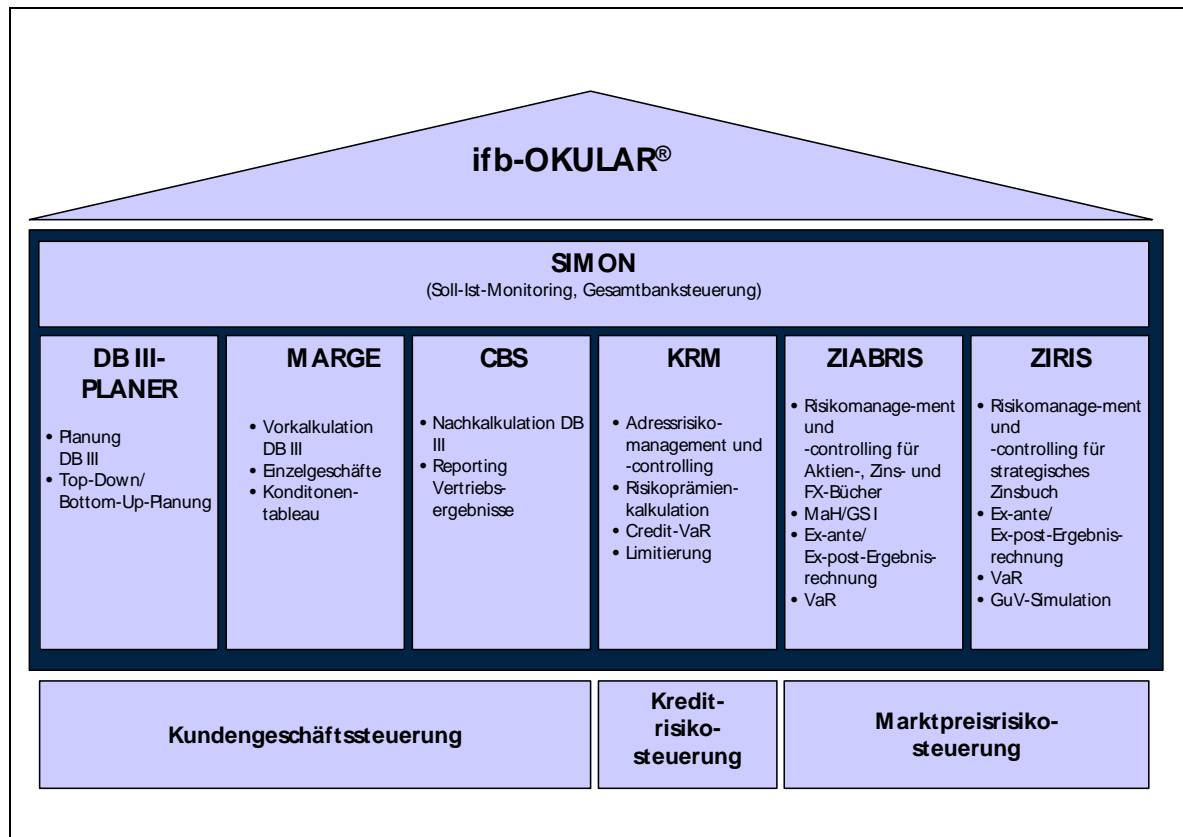 ifb-OKULAR®
SIMON
(Soll-Ist-Monitoring, Gesamtbanksteuerung)
DB III-
PLANER
• Planung
DB III
• Top-Down/
Bottom-Up-Planung
MARGE
• Vorkalkulation
DB III
• Einzelgeschäfte
• Konditonen-
tableau
CBS
• Nachkalkulation DB
III
• Reporting
Vertriebs-
ergebnisse
KRM
• Adressrisiko-
management und
-controlling
• Risikoprämien-
kalkulation
• Credit-VaR
• Limitierung
ZIABRIS
• Risikomanage-ment
und
-controlling für
Aktien-, Zins- und
FX-Bücher
• MaH/GS I
• Ex-ante/
Ex-post-Ergebnis-
rechnung
• VaR
ZIRIS
• Risikomanage-ment
und
-controlling für
strategisches
Zinsbuch
• Ex-ante/
Ex-post-Ergebnis-
rechnung
• VaR
• GuV-Simulation
Kundengeschäftssteuerung
Kredit-
risiko-
steuerung
Marktpreisrisiko-
steuerung